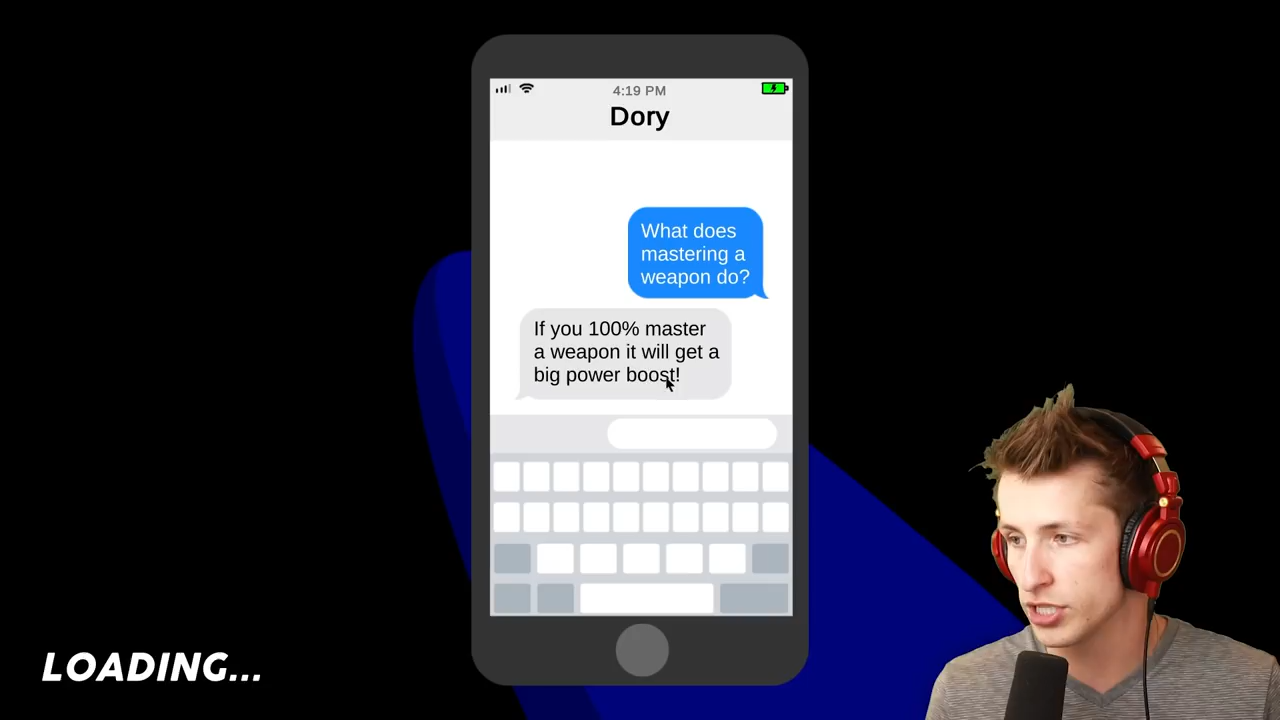 4:19 PM
Dory
What does
mastering a
weapon do?
If you 100% master
a weapon it will get a
big power boost!
LOADING...